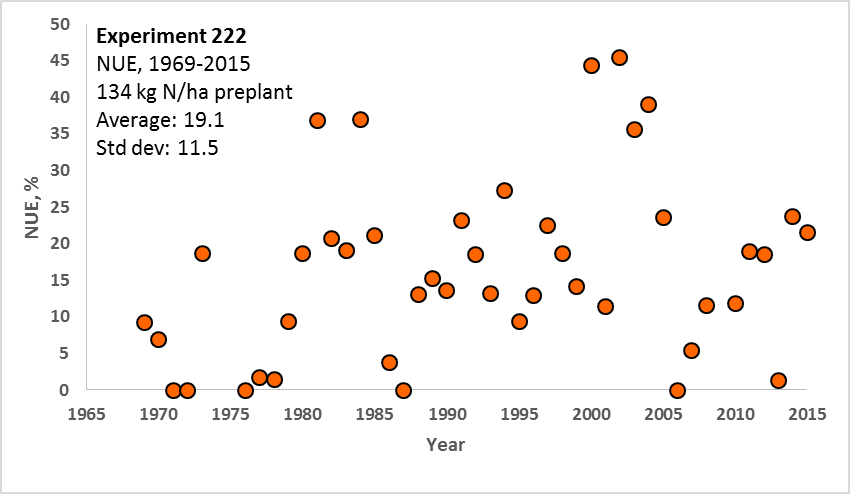 Experiment 222
NUE, 1969-2015
134 kg N/ha preplant
Average: 19.1
Std dev: 11.5
NUE, %
50
45
40
35
30
25
20
15
10
5
0
1965 1970 1975 1980 1985 1990 1995 2000 2005 2010 2015
Year